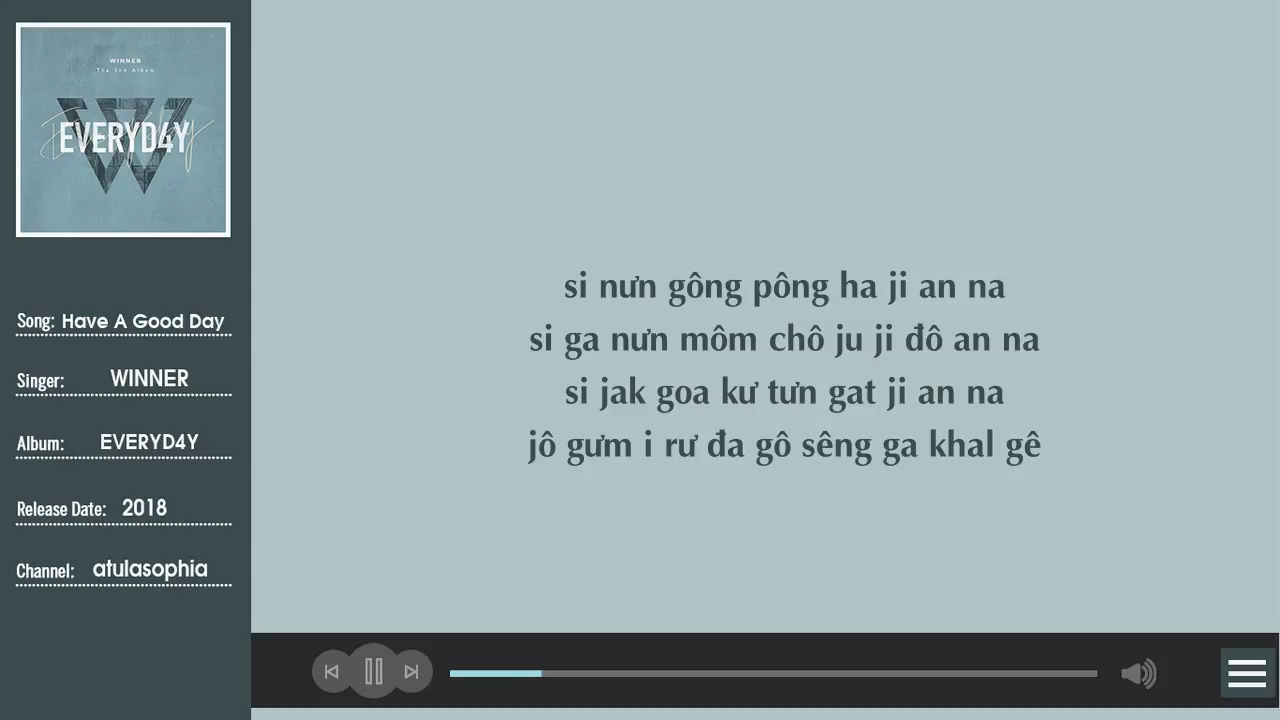 WINNER
The 2nd Album
EVERYD4Y
Song: Have A Good Day
Singer: WINNER
Album: EVERYD4Y
Release Date: 2018
Channel: atulasophia
si nưn gông pông ha ji an na
si ga nưn môm chô ju ji đô an na
si jak goa kư tưn gat ji an na
jô gưm i rư đa gô sêng ga khal gê